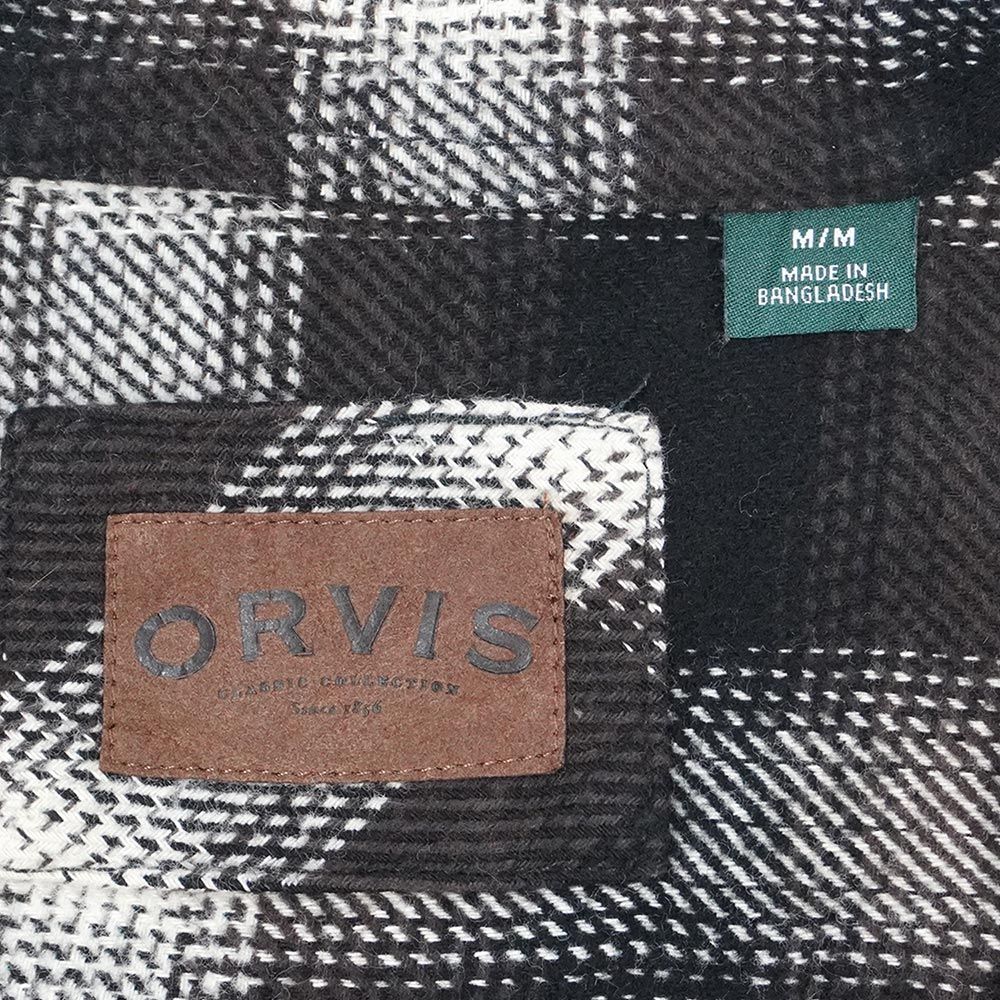 M/M
MADE IN
BANGLADESH
ORVIS
CLASSIC COLLECTION
Since 1856